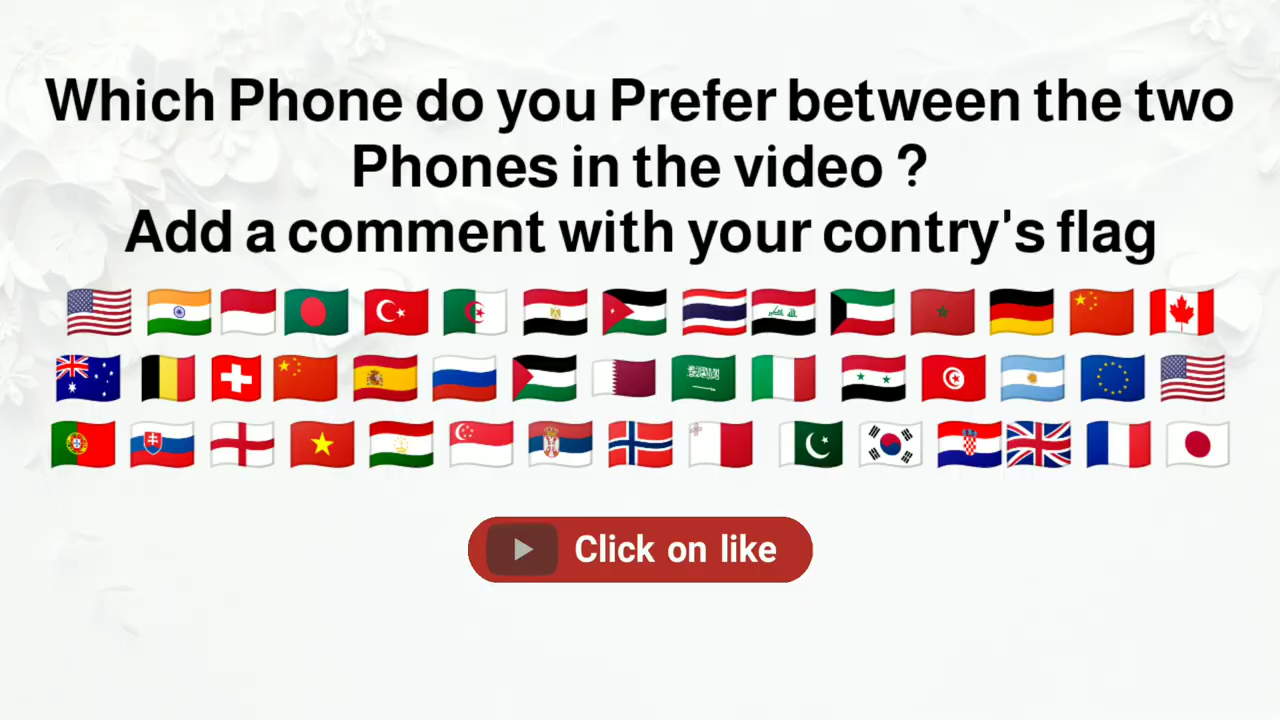 Which Phone do you Prefer between the two
Phones in the video ?
Add a comment with your contry's flag
Click on like